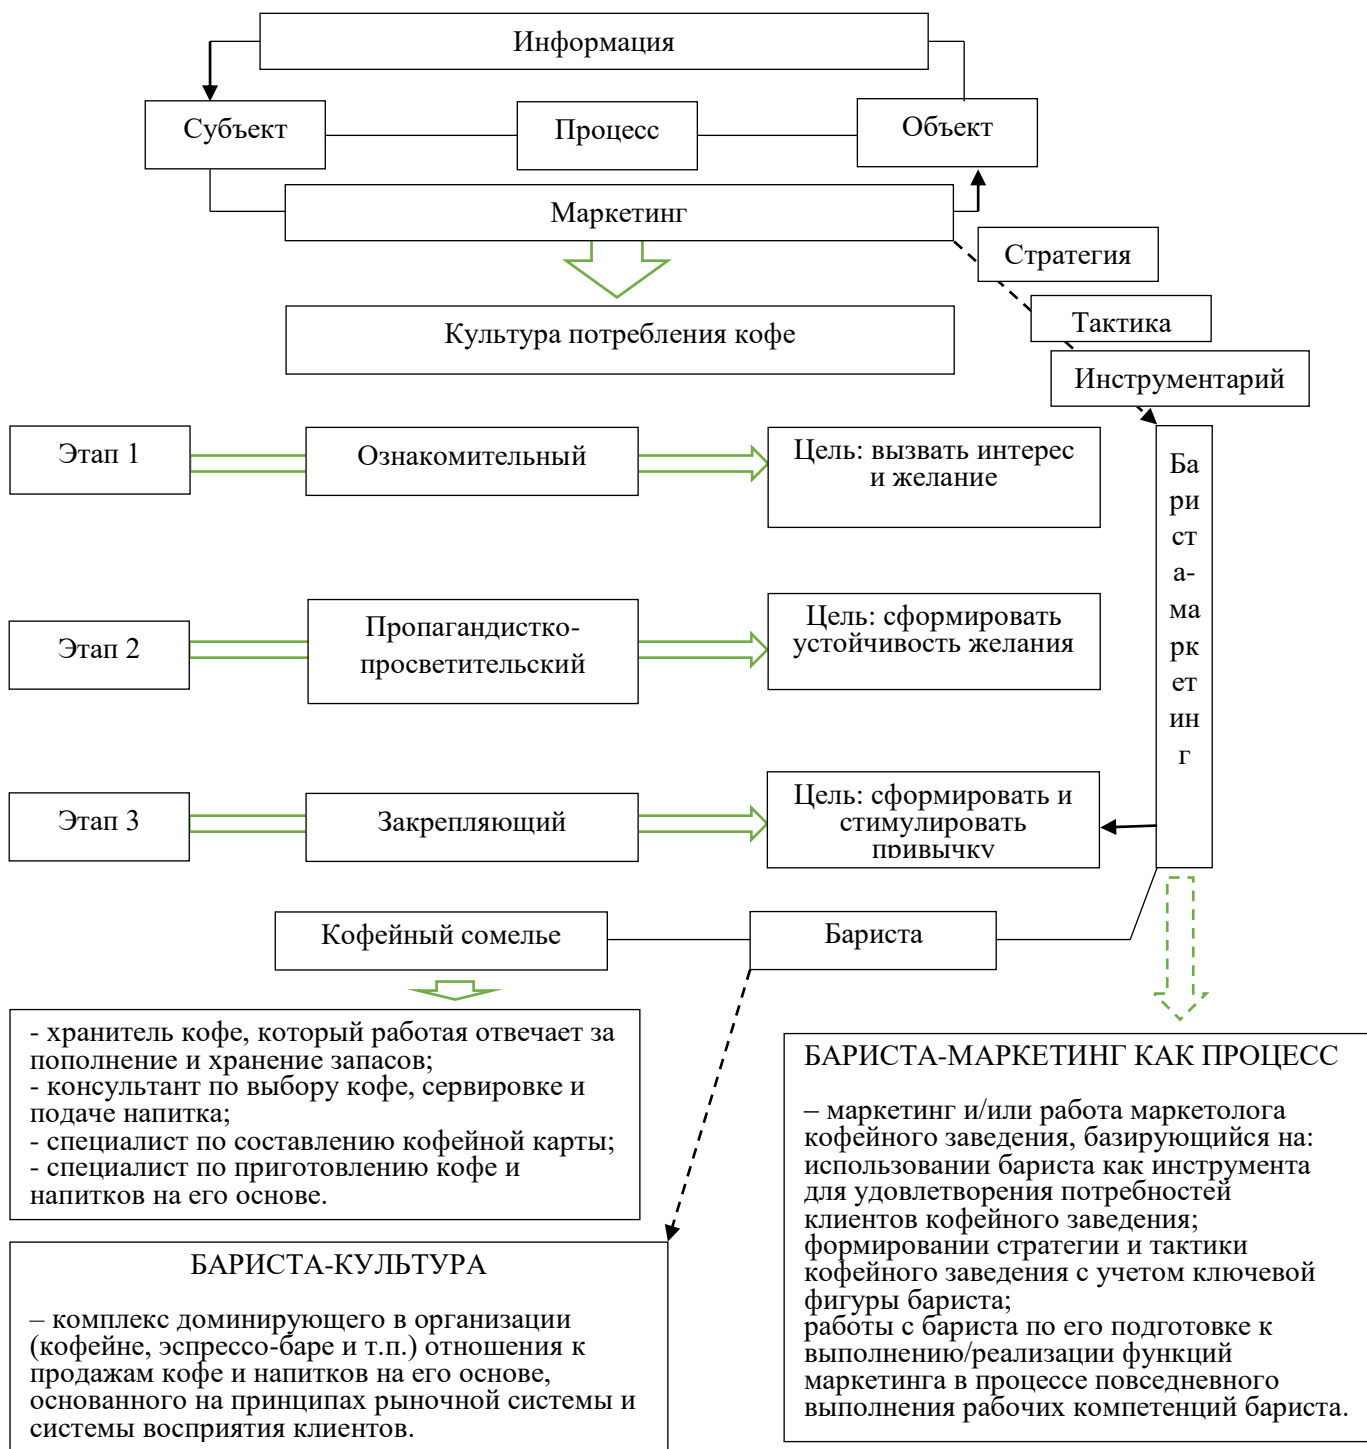 Информация
Субъект
Процесс
Объект
Маркетинг
Стратегия
Культура потребления кофе
Тактика
Инструментарий
Этап 1
Ознакомительный
Цель: вызвать интерес
и желание
Ба
ри
ст
а-
ма
рк
ет
ин
г
Этап 2
Пропагандистко-
просветительский
Цель: сформировать
устойчивость желания
Этап 3
Закрепляющий
Цель: сформировать и
стимулировать
привычку
Кофейный сомелье
Бариста
- хранитель кофе, который работая отвечает за
пополнение и хранение запасов;
- консультант по выбору кофе, сервировке и
подаче напитка;
- специалист по составлению кофейной карты;
- специалист по приготовлению кофе и
напитков на его основе.
БАРИСТА-МАРКЕТИНГ КАК ПРОЦЕСС
– маркетинг и/или работа маркетолога
кофейного заведения, базирующийся на:
использовании бариста как инструмента
для удовлетворения потребностей
клиентов кофейного заведения;
формировании стратегии и тактики
кофейного заведения с учетом ключевой
фигуры бариста;
работы с бариста по его подготовке к
выполнению/реализации функций
маркетинга в процессе повседневного
выполнения рабочих компетенций бариста.
БАРИСТА-КУЛЬТУРА
– комплекс доминирующего в организации
(кофейне, эспрессо-баре и т.п.) отношения к
продажам кофе и напитков на его основе,
основанного на принципах рыночной системы и
системы восприятия клиентов.